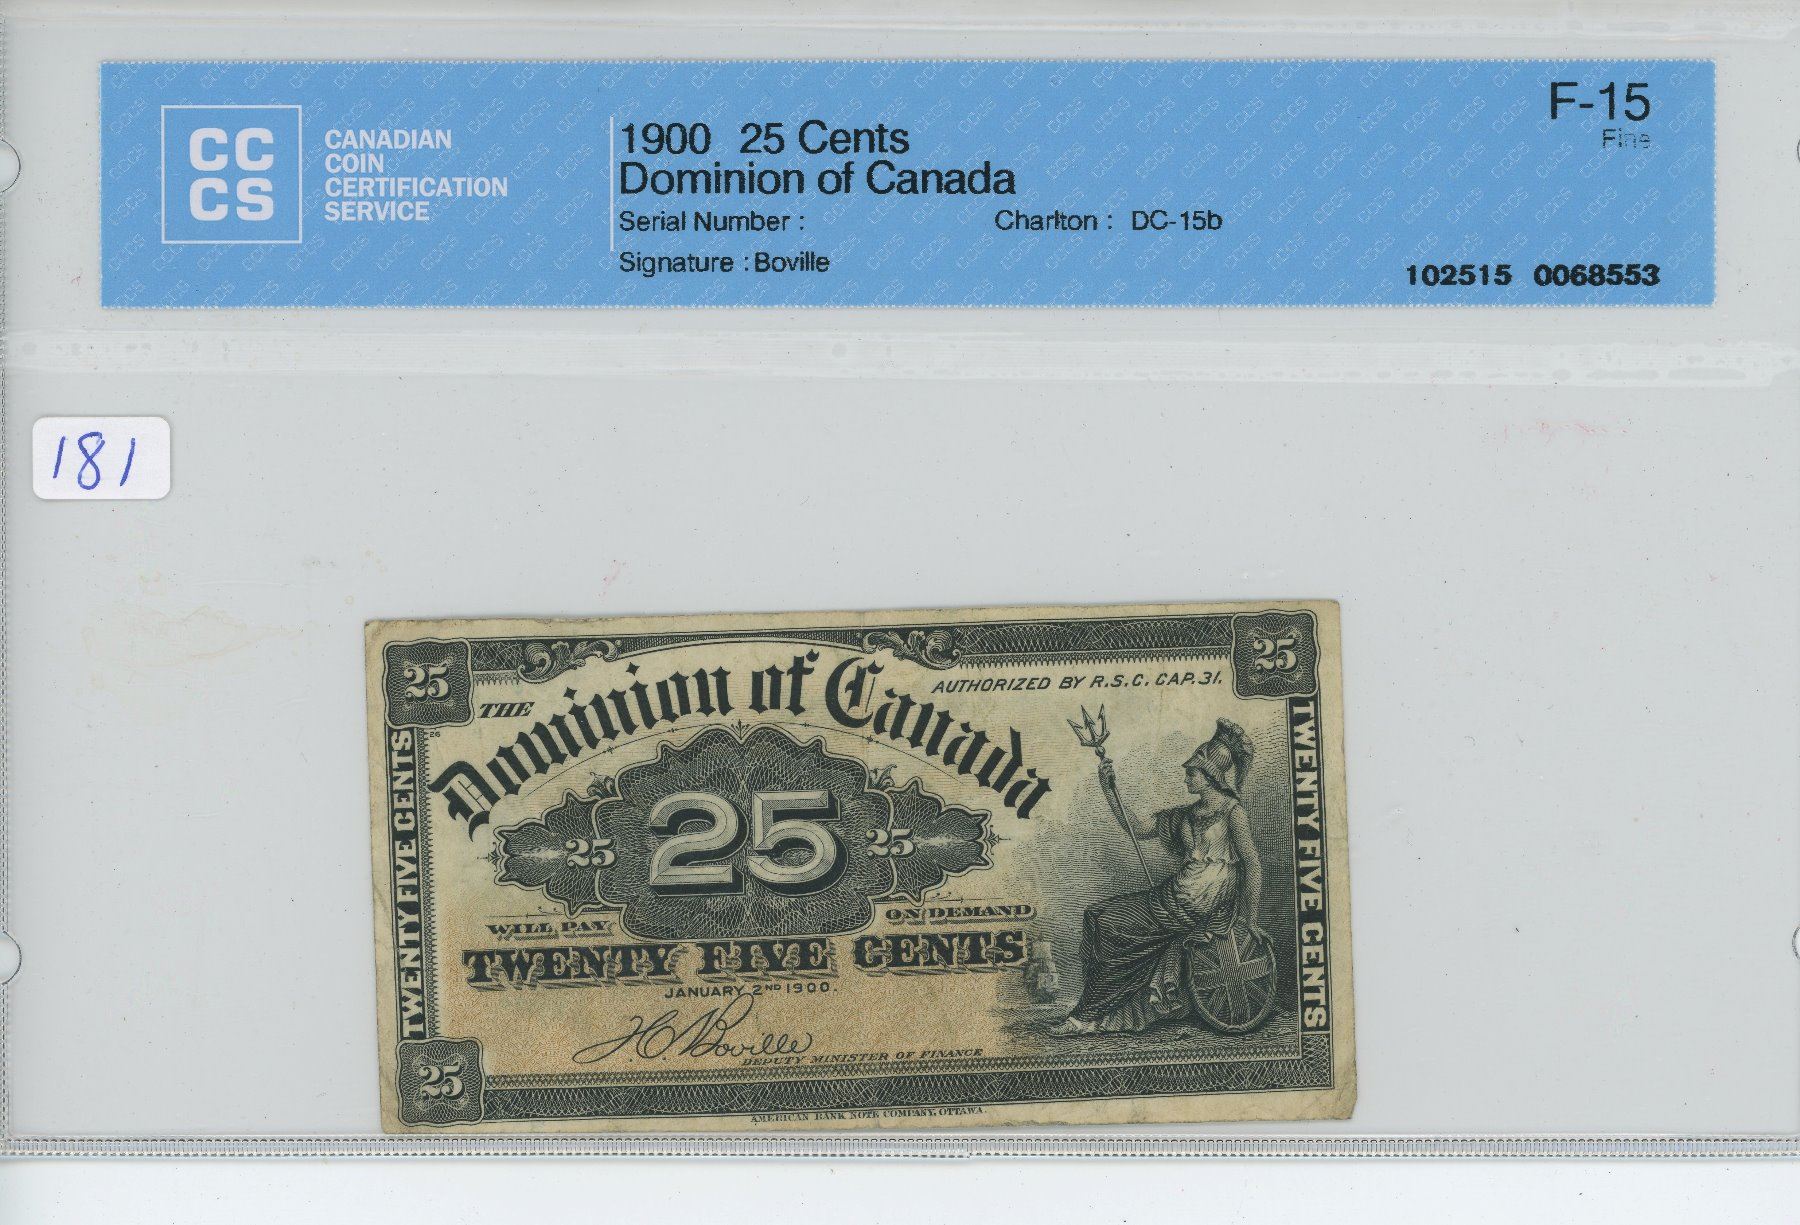 CC
CS
CANADIAN
COIN
CERTIFICATION
SERVICE
1900 25 Cents
Dominion of Canada
Serial Number :
Charlton : DC-15b
Signature : Boville
F-15
Fine
102515 0068553
181
25
25
THE
Dominion of Canada
AUTHORIZED BY R.S.C. CAP. 31.
26
TWENTY FIVE CENTS
25
25
25
TWENTY FIVE CENTS
WILL PAY
ON DEMAND
TWENTY FIVE CENTS
JANUARY 2ND 1900.
H C Boville
DEPUTY MINISTER OF FINANCE
25
AMERICAN BANK NOTE COMPANY, OTTAWA.